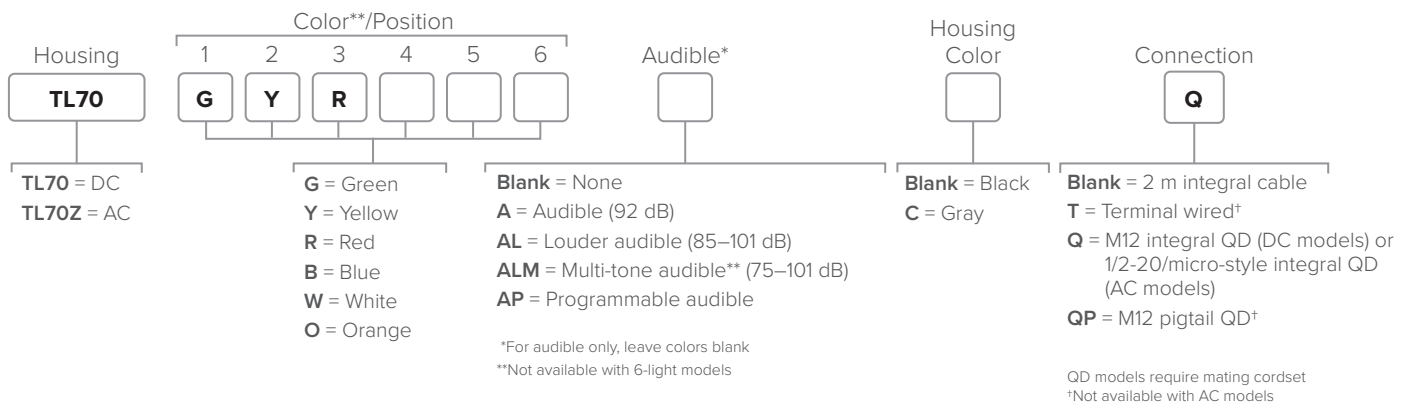 Color**/Position
Housing
1 2 3 4 5 6
Audible*
Housing
Color
Connection
TL70
G Y R
Q
TL70 = DC
TL70Z = AC
G = Green
Y = Yellow
R = Red
B = Blue
W = White
O = Orange
Blank = None
A = Audible (92 dB)
AL = Louder audible (85–101 dB)
ALM = Multi-tone audible** (75–101 dB)
AP = Programmable audible
*For audible only, leave colors blank
**Not available with 6-light models
Blank = Black
C = Gray
Blank = 2 m integral cable
T = Terminal wired†
Q = M12 integral QD (DC models) or
1/2-20/micro-style integral QD
(AC models)
QP = M12 pigtail QD†
QD models require mating cordset
†Not available with AC models